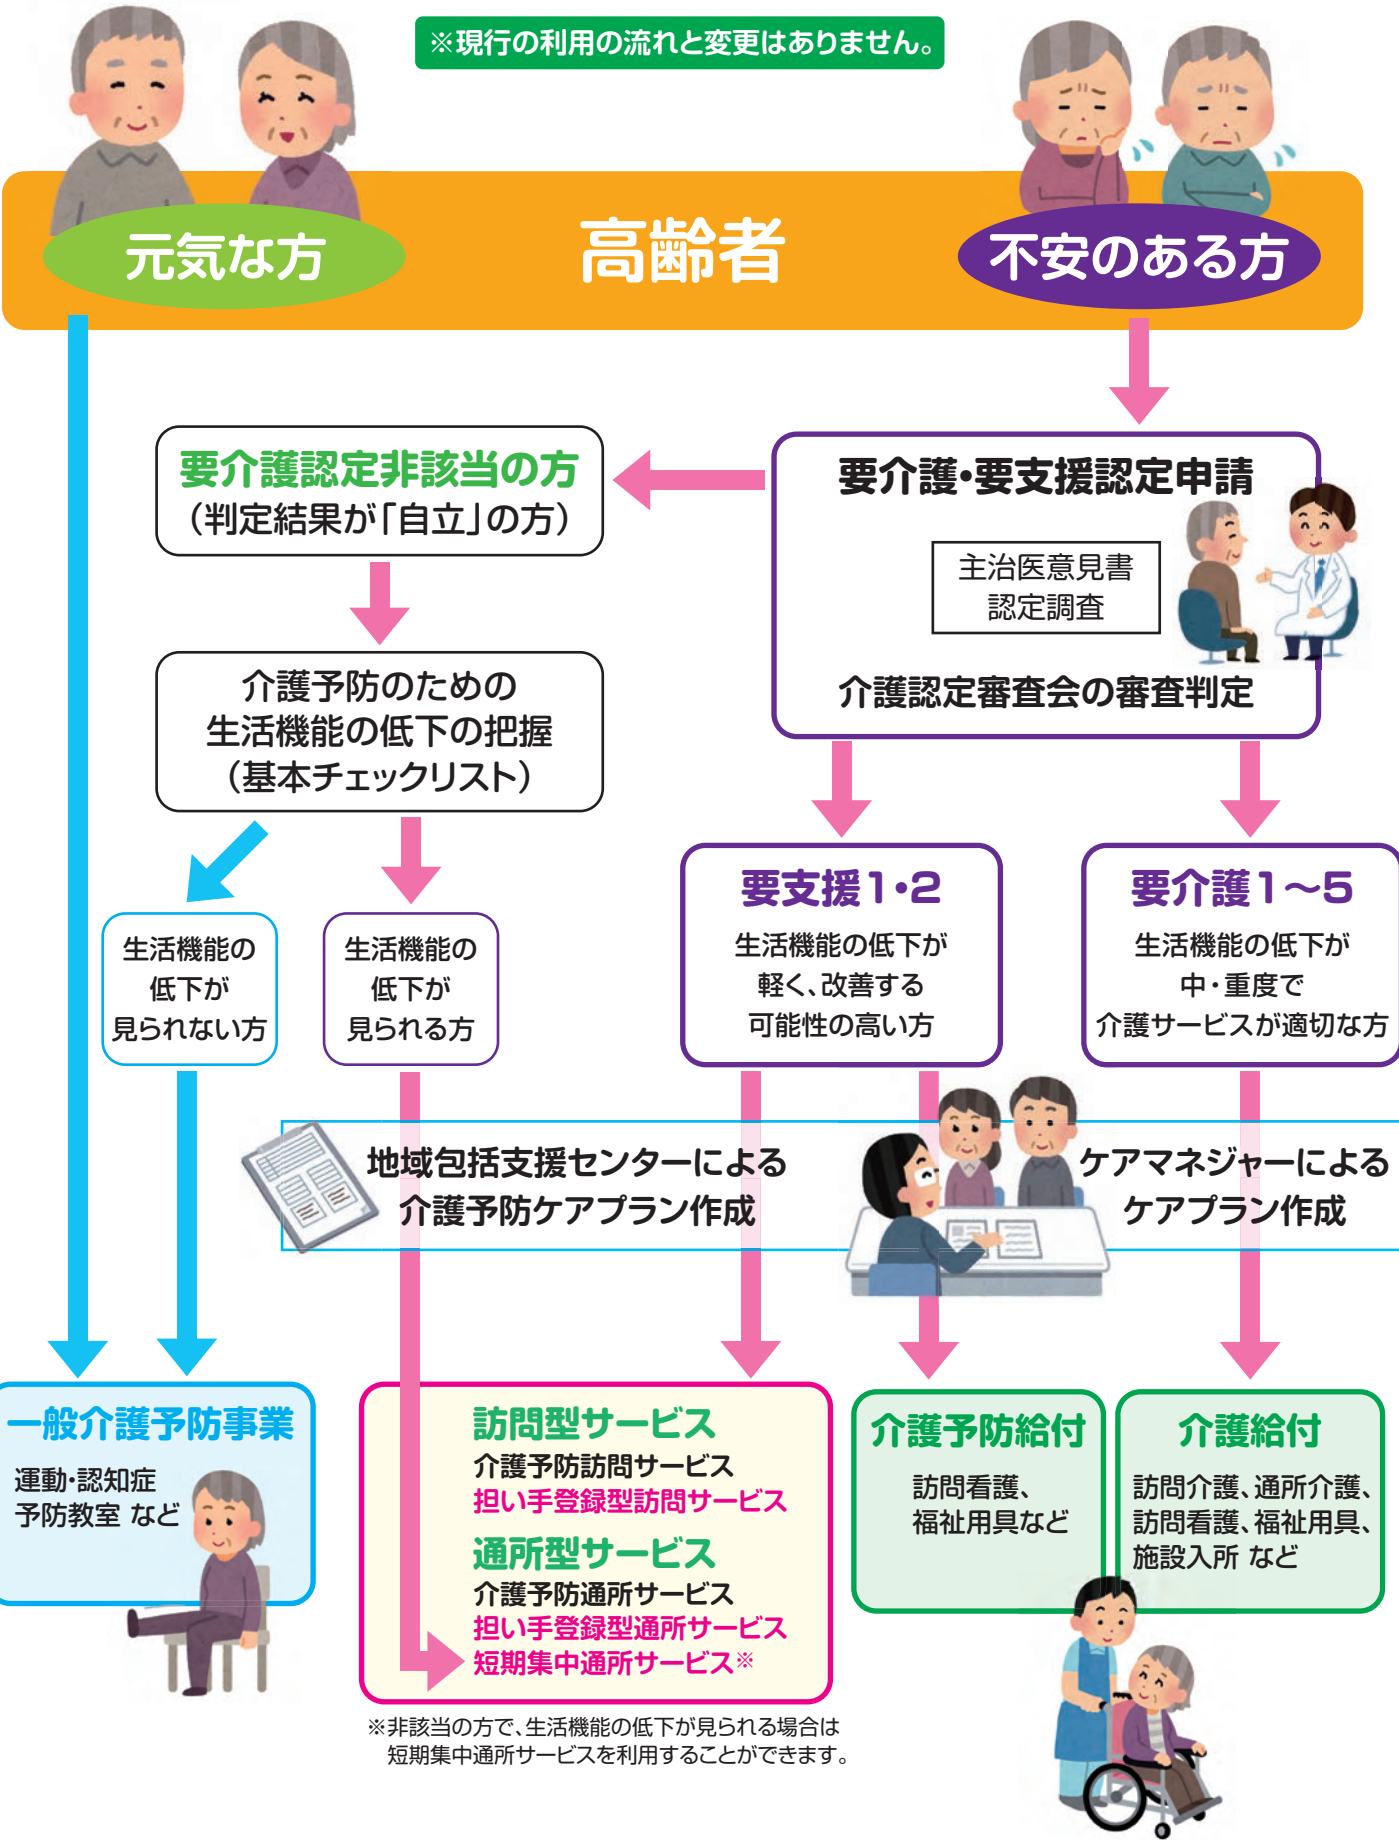 ※現行の利用の流れと変更はありません。
元気な方
高齢者
不安のある方
要介護認定非該当の方
（判定結果が「自立」の方）
要介護・要支援認定申請
主治医意見書
認定調査
介護認定審査会の審査判定
介護予防のための
生活機能の低下の把握
（基本チェックリスト）
生活機能の
低下が
見られない方
生活機能の
低下が
見られる方
要支援1・2
生活機能の低下が
軽く、改善する
可能性の高い方
要介護1～5
生活機能の低下が
中・重度で
介護サービスが適切な方
地域包括支援センターによる
介護予防ケアプラン作成
ケアマネジャーによる
ケアプラン作成
一般介護予防事業
運動・認知症
予防教室 など
訪問型サービス
介護予防訪問サービス
担い手登録型訪問サービス
通所型サービス
介護予防通所サービス
担い手登録型通所サービス
短期集中通所サービス※
介護予防給付
訪問看護、
福祉用具など
介護給付
訪問介護、通所介護、
訪問看護、福祉用具、
施設入所 など
※非該当の方で、生活機能の低下が見られる場合は
短期集中通所サービスを利用することができます。